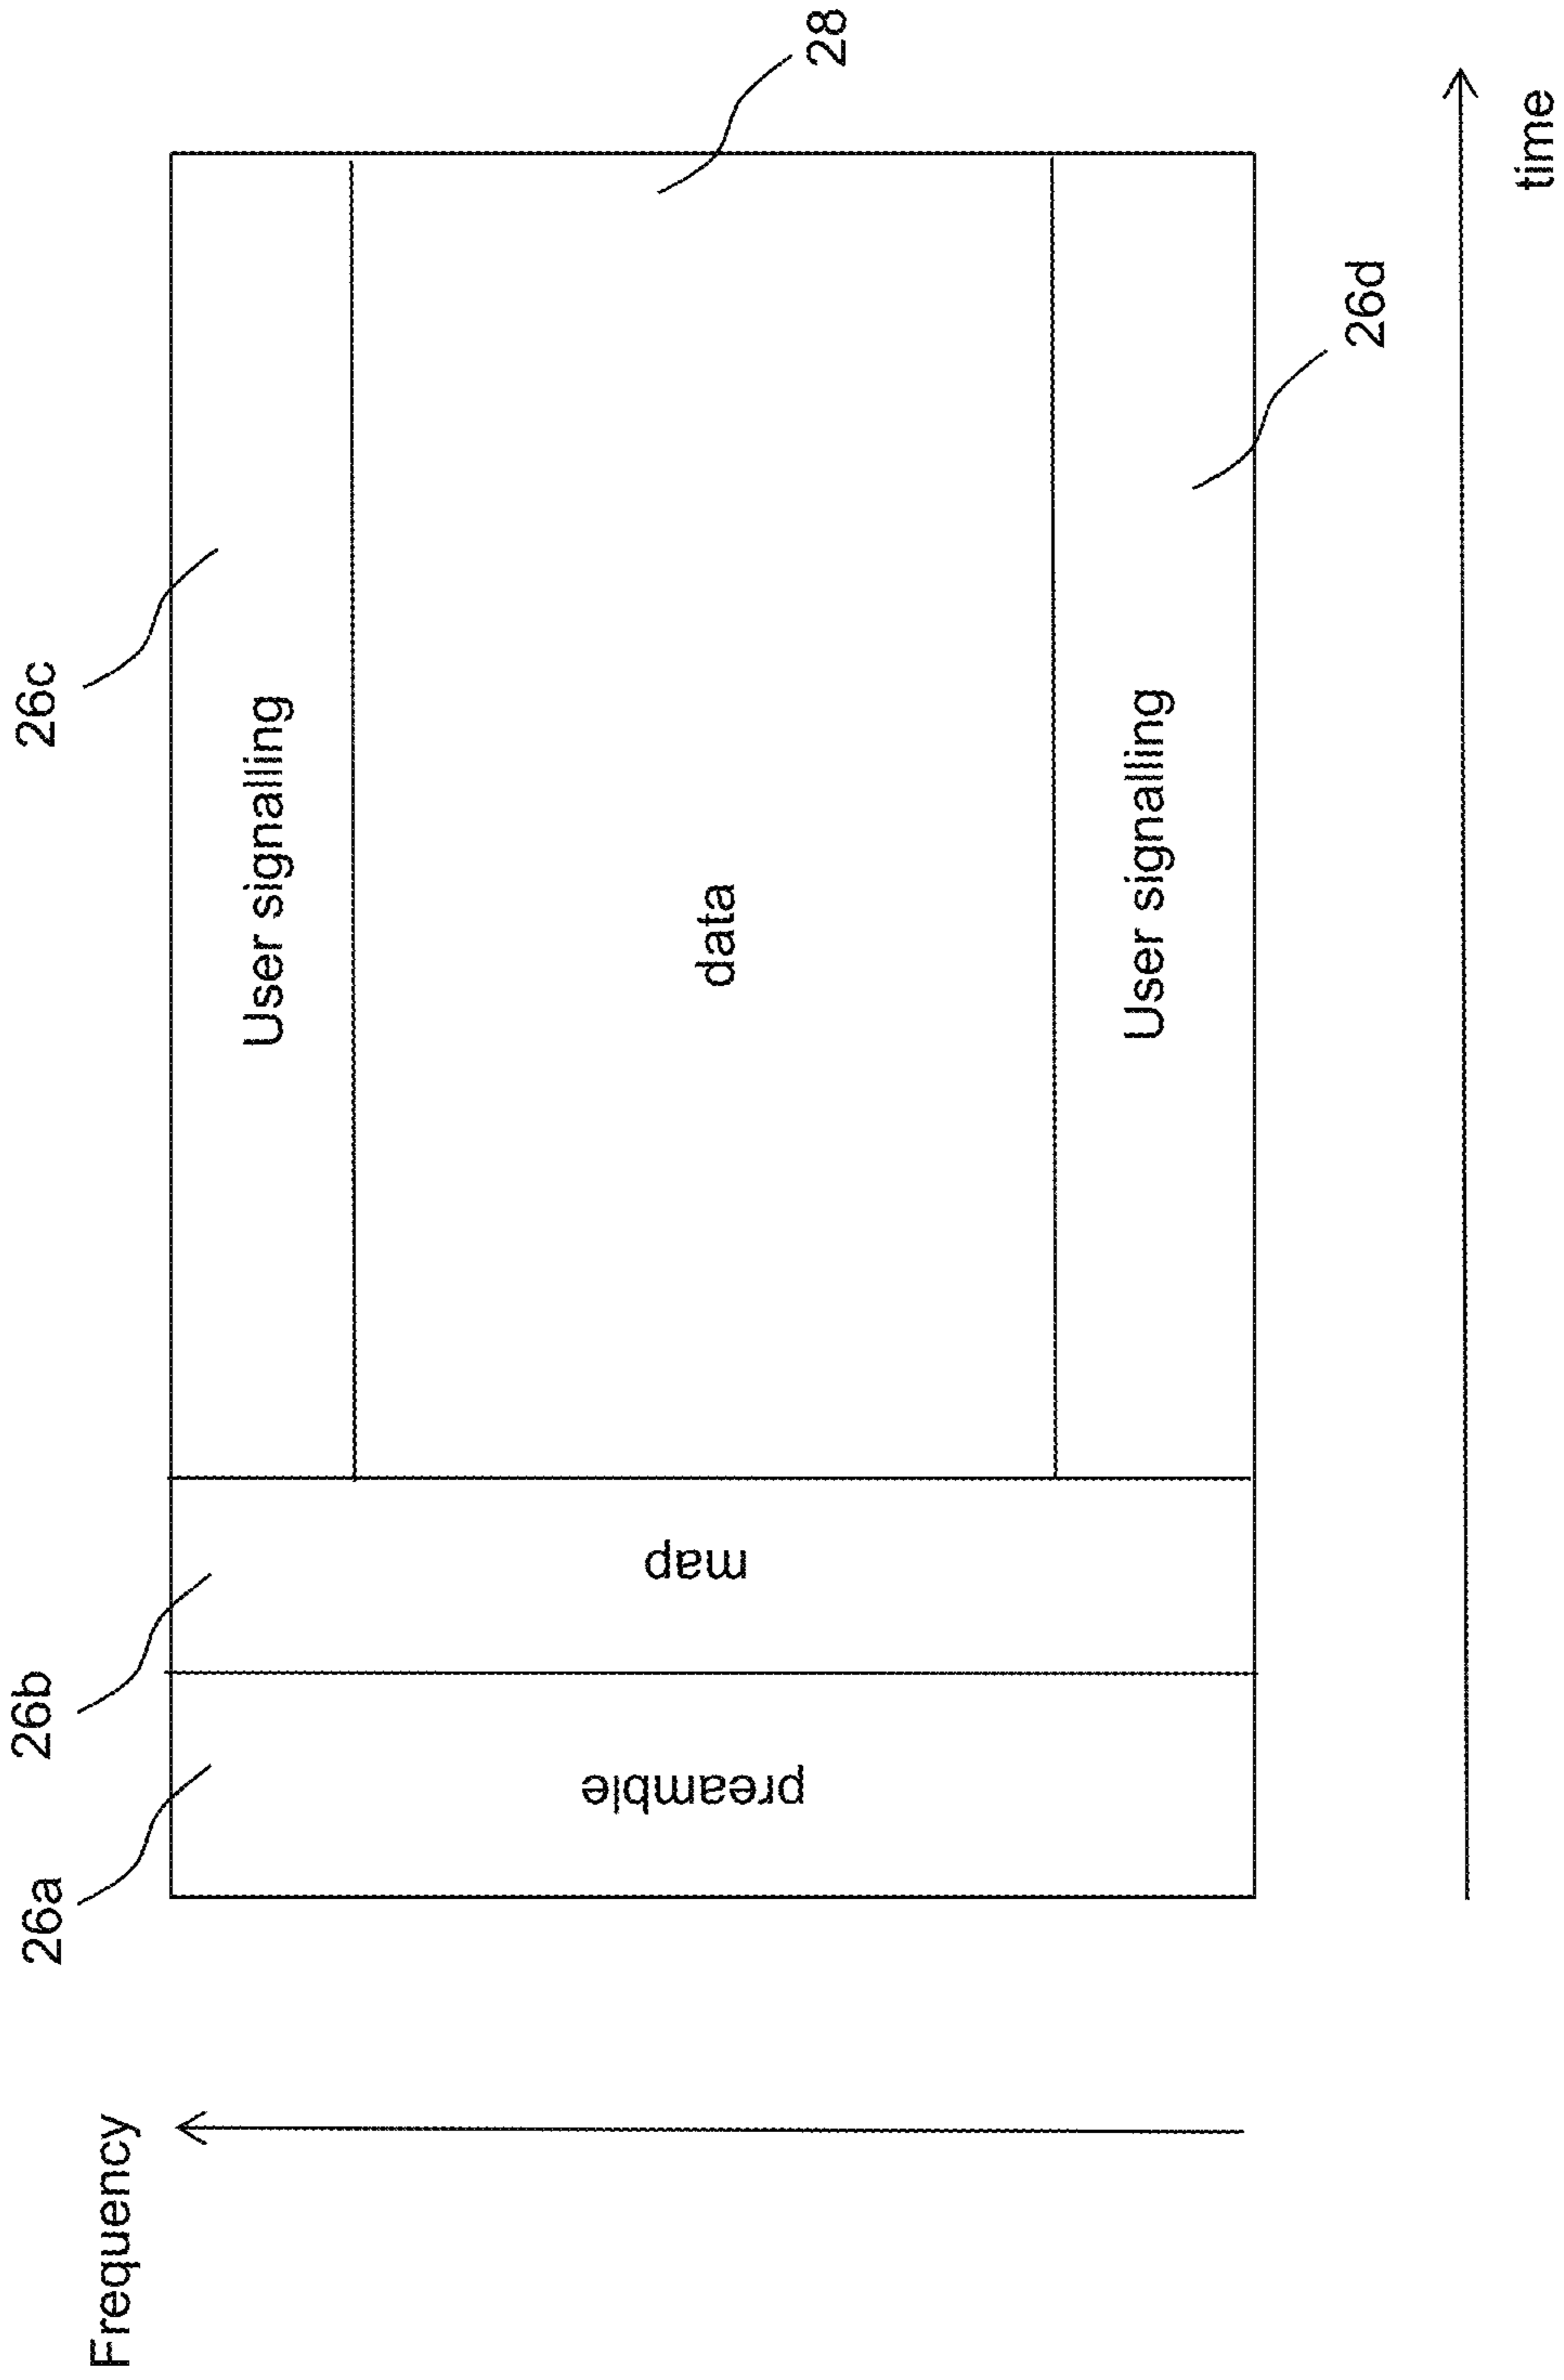 Frequency
26a
26b
26c
28
preamble
map
User signalling
data
User signalling
26d
time